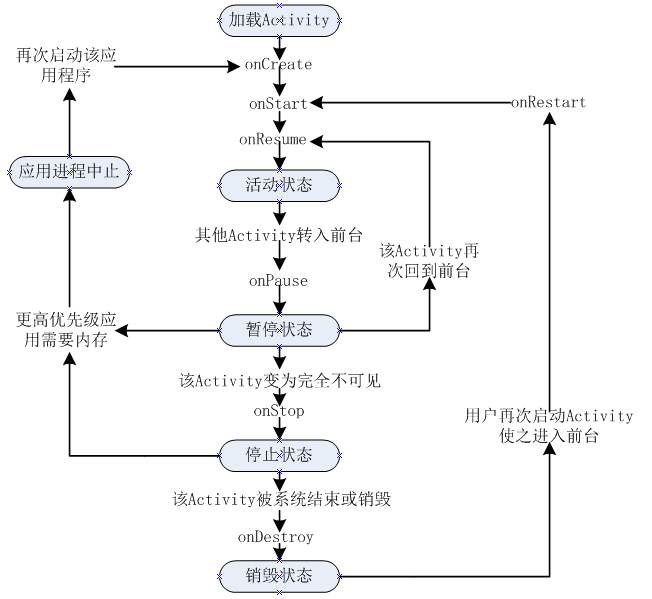 加载Activity
再次启动该应
用程序
onCreate
onStart
onRestart
onResume
应用进程中止
活动状态
其他Activity转入前台
该Activity再
次回到前台
onPause
更高优先级应
用需要内存
暂停状态
该Activity变为完全不可见
onStop
用户再次启动Activity
使之进入前台
停止状态
该Activity被系统结束或销毁
onDestroy
销毁状态